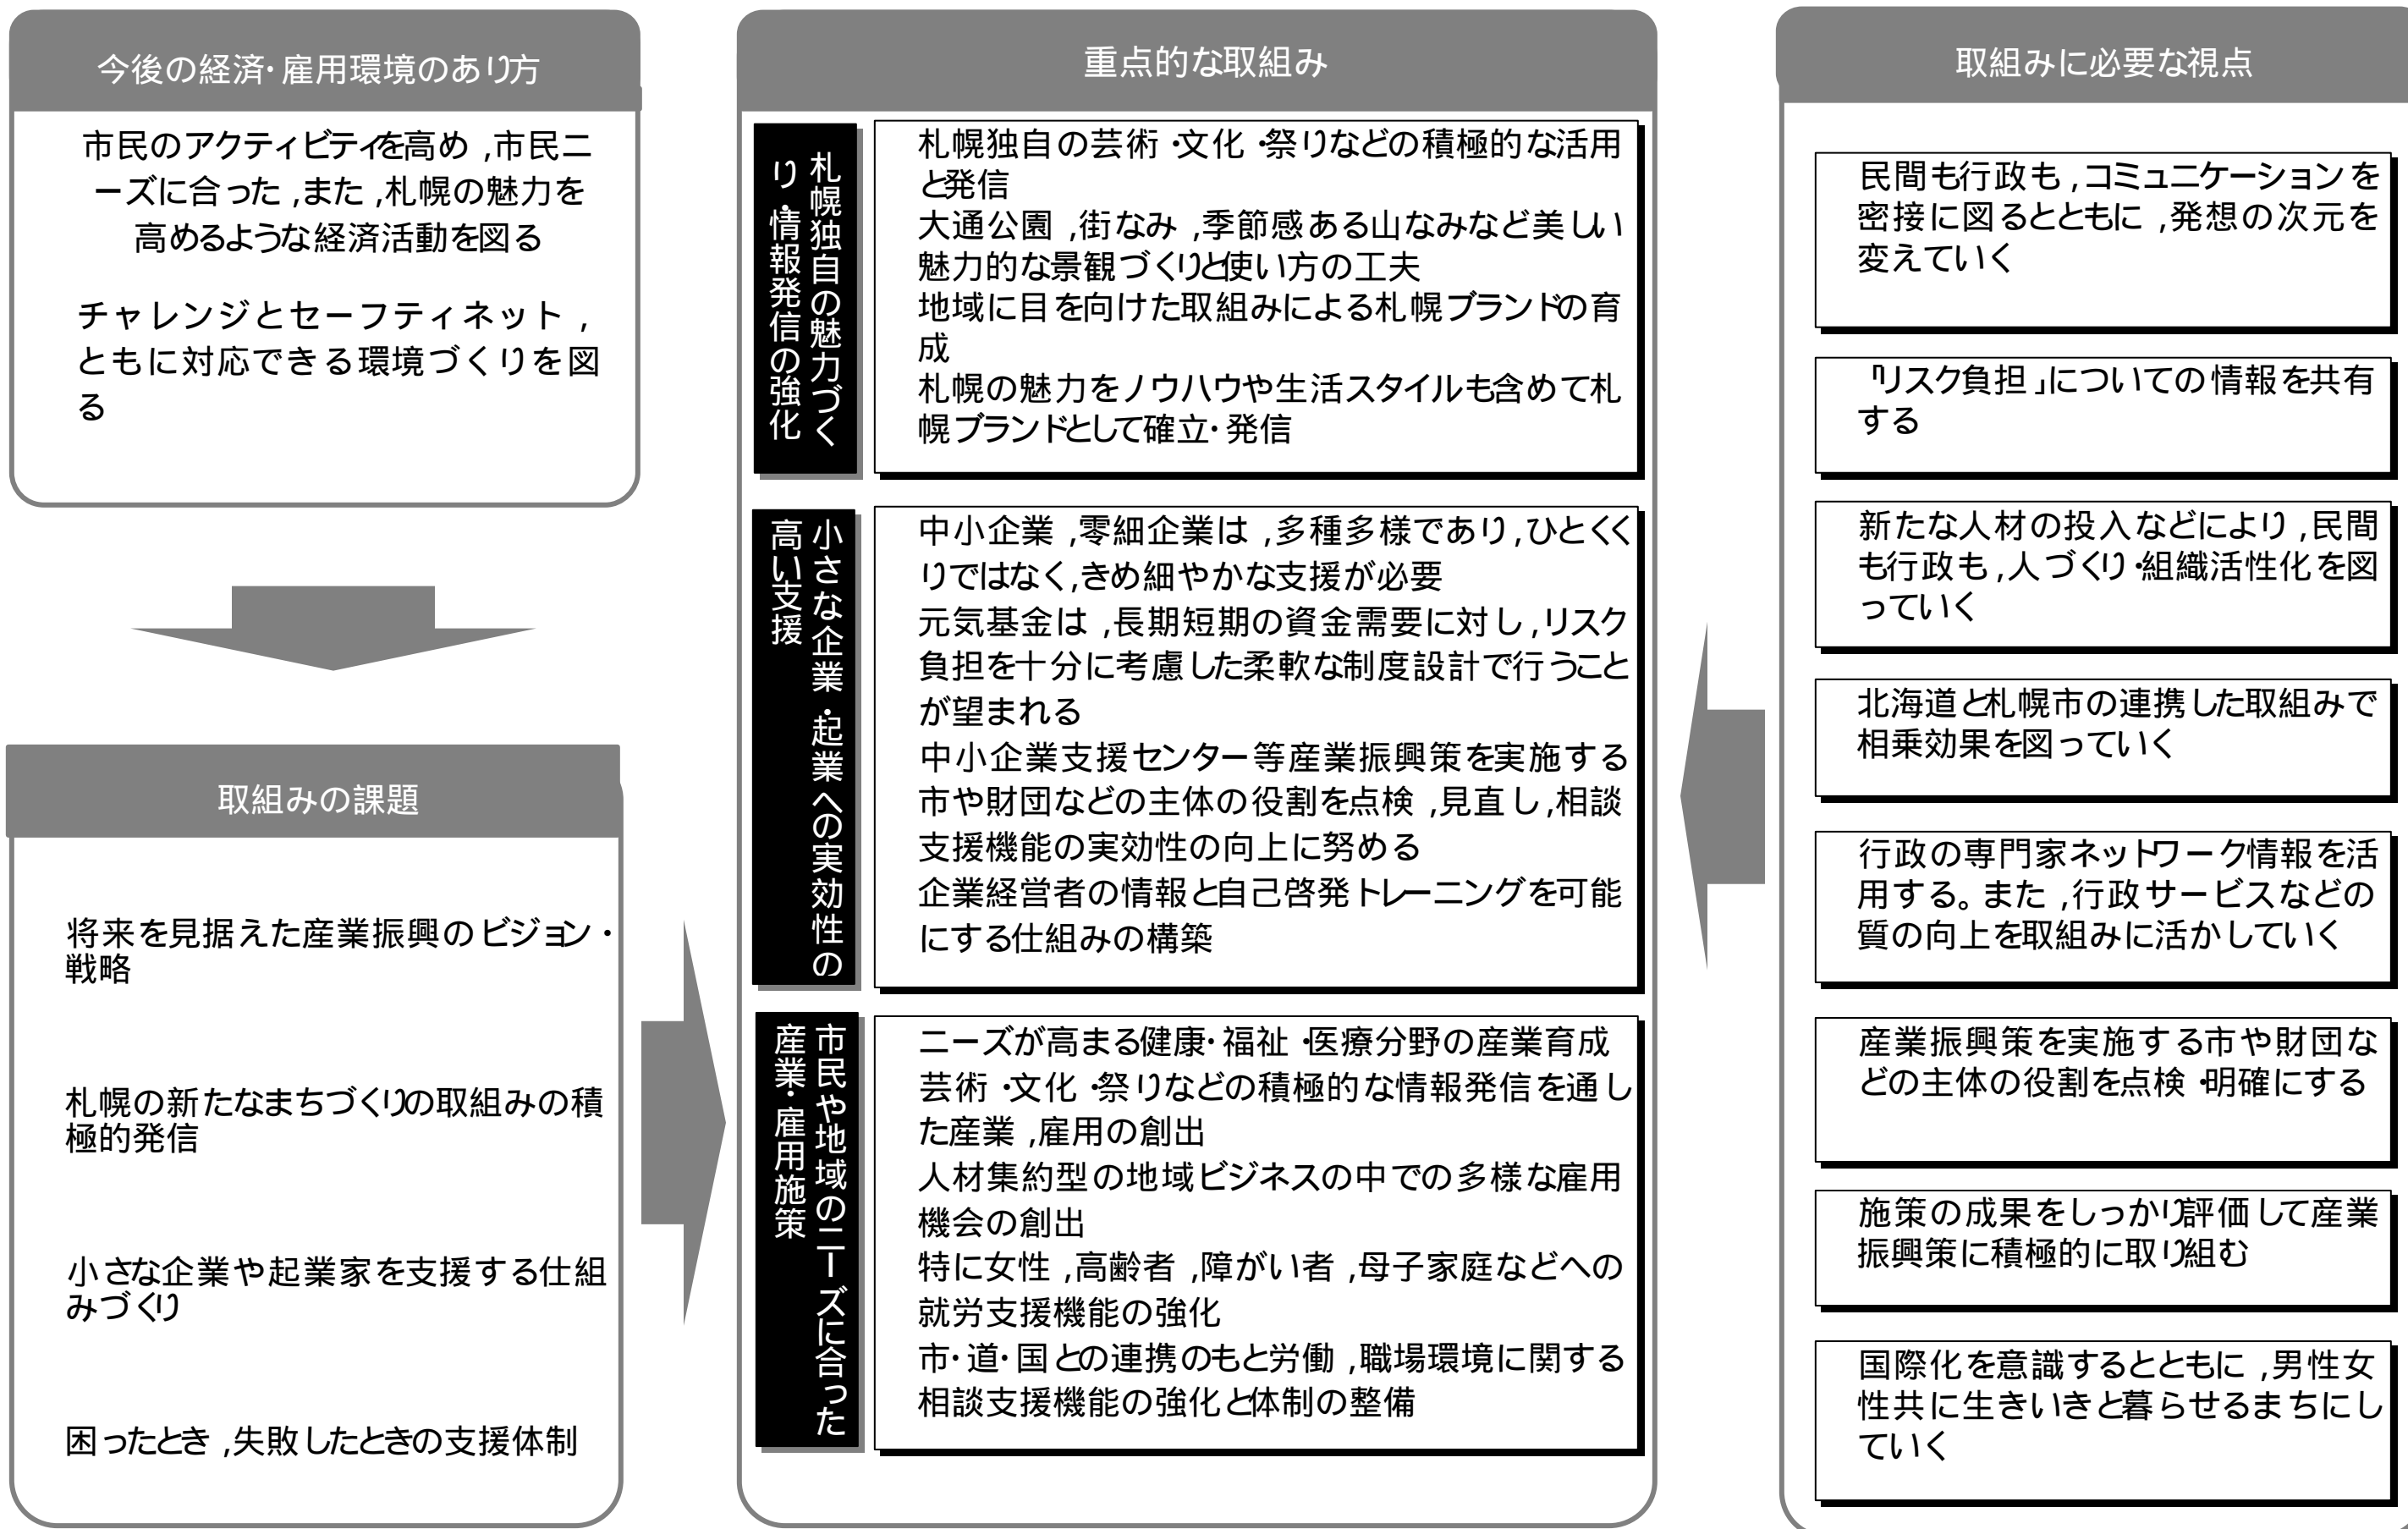 今後の経済・雇用環境のあり方
市民のアクティビティを高め,市民ニ
ーズに合った,また,札幌の魅力を
高めるような経済活動を図る
チャレンジとセーフティネット,
ともに対応できる環境づくりを図
る
取組みの課題
将来を見据えた産業振興のビジョン・
戦略
札幌の新たなまちづくりの取組みの積
極的発信
小さな企業や起業家を支援する仕組
みづくり
困ったとき,失敗したときの支援体制
重点的な取組み
札幌独自の魅力づく
り・情報発信の強化
札幌独自の芸術・文化・祭りなどの積極的な活用
と発信
大通公園,街なみ,季節感ある山なみなど美しい
魅力的な景観づくりと使い方の工夫
地域に目を向けた取組みによる札幌ブランドの育
成
札幌の魅力をノウハウや生活スタイルも含めて札
幌ブランドとして確立・発信
小さな企業・起業への実効性の
高い支援
中小企業,零細企業は,多種多様であり,ひとくく
りではなく,きめ細やかな支援が必要
元気基金は,長期短期の資金需要に対し,リスク
負担を十分に考慮した柔軟な制度設計で行うこと
が望まれる
中小企業支援センター等産業振興策を実施する
市や財団などの主体の役割を点検,見直し,相談
支援機能の実効性の向上に努める
企業経営者の情報と自己啓発トレーニングを可能
にする仕組みの構築
市民や地域のニーズに合った
産業・雇用施策
ニーズが高まる健康・福祉・医療分野の産業育成
芸術・文化・祭りなどの積極的な情報発信を通し
た産業,雇用の創出
人材集約型の地域ビジネスの中での多様な雇用
機会の創出
特に女性,高齢者,障がい者,母子家庭などへの
就労支援機能の強化
市・道・国との連携のもと労働,職場環境に関する
相談支援機能の強化と体制の整備
取組みに必要な視点
民間も行政も,コミュニケーションを
密接に図るとともに,発想の次元を
変えていく
「リスク負担」についての情報を共有
する
新たな人材の投入などにより,民間
も行政も,人づくり・組織活性化を図
っていく
北海道と札幌市の連携した取組みで
相乗効果を図っていく
行政の専門家ネットワーク情報を活
用する。また,行政サービスなどの
質の向上を取組みに活かしていく
産業振興策を実施する市や財団な
どの主体の役割を点検・明確にする
施策の成果をしっかり評価して産業
振興策に積極的に取り組む
国際化を意識するとともに,男性女
性共に生きいきと暮らせるまちにし
ていく